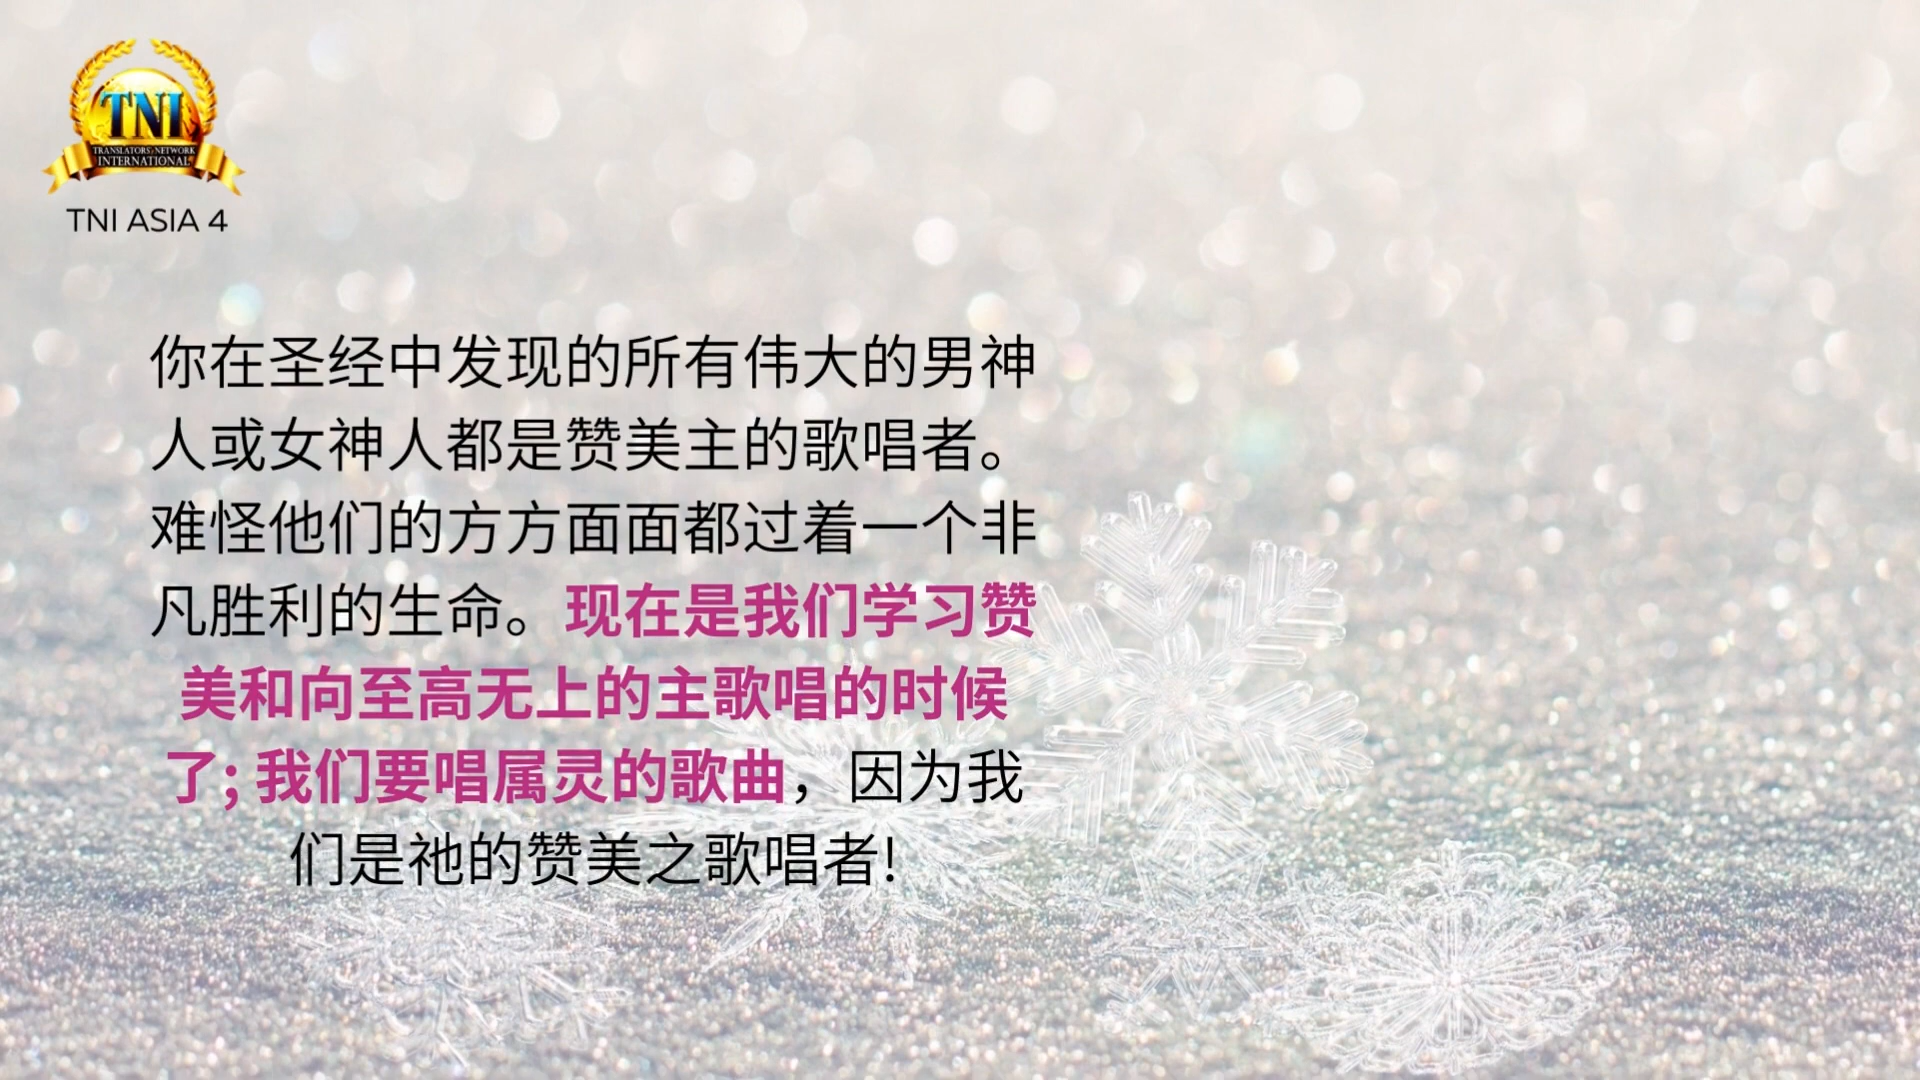 TNI
TRANSLATORS' NETWORK
INTERNATIONAL
TNI ASIA 4
你在圣经中发现的所有伟大的男神
人或女神人都是赞美主的歌唱者。
难怪他们的方方面面都过着一个非
凡胜利的生命。现在是我们学习赞
美和向至高无上的主歌唱的时候
了; 我们要唱属灵的歌曲，因为我
们是祂的赞美之歌唱者!